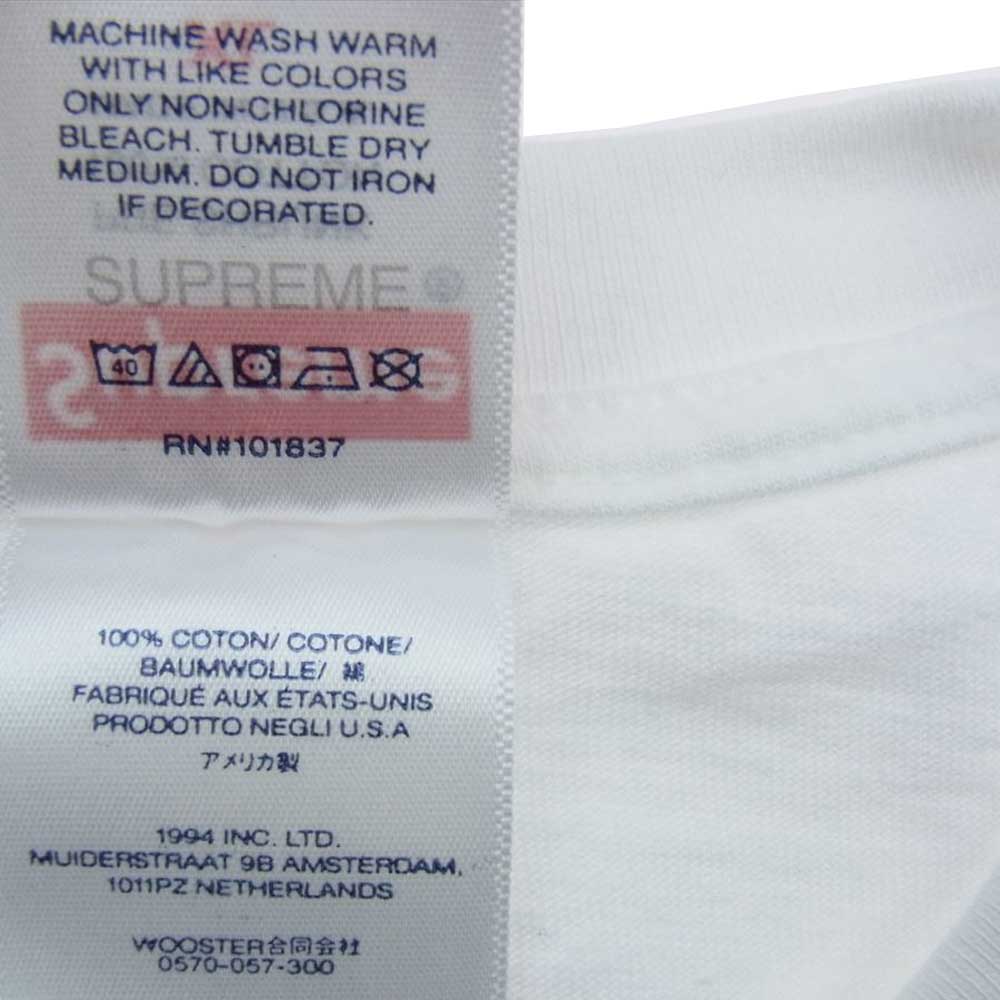 MACHINE WASH WARM
WITH LIKE COLORS
ONLY NON-CHLORINE
BLEACH. TUMBLE DRY
MEDIUM. DO NOT IRON
IF DECORATED.
SUPREME
40
RN#101837
100% COTON/ COTONE/
BAUMWOLLE/ 綿
FABRIQUÉ AUX ÉTATS-UNIS
PRODOTTO NEGLI U.S.A
アメリカ製
1994 INC. LTD.
MUIDERSTRAAT 9B AMSTERDAM,
1011PZ NETHERLANDS
WOOSTER合同会社
0570-057-300